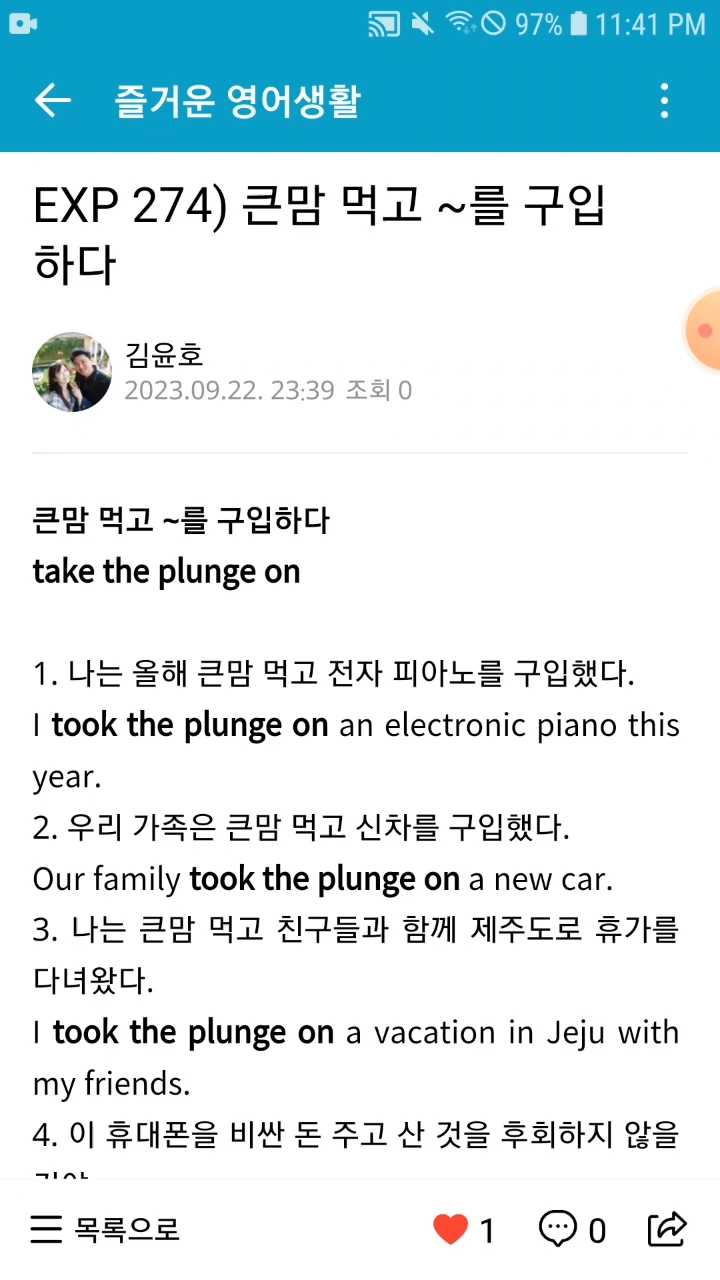 97% 11:41 PM
즐거운 영어생활
EXP 274) 큰맘 먹고 ~를 구입
하다
김윤호
2023.09.22. 23:39 조회 0
큰맘 먹고 ~를 구입하다
take the plunge on
1. 나는 올해 큰맘 먹고 전자 피아노를 구입했다.
I took the plunge on an electronic piano this
year.
2. 우리 가족은 큰맘 먹고 신차를 구입했다.
Our family took the plunge on a new car.
3. 나는 큰맘 먹고 친구들과 함께 제주도로 휴가를
다녀왔다.
I took the plunge on a vacation in Jeju with
my friends.
4. 이 휴대폰을 비싼 돈 주고 산 것을 후회하지 않을
목록으로 1 0